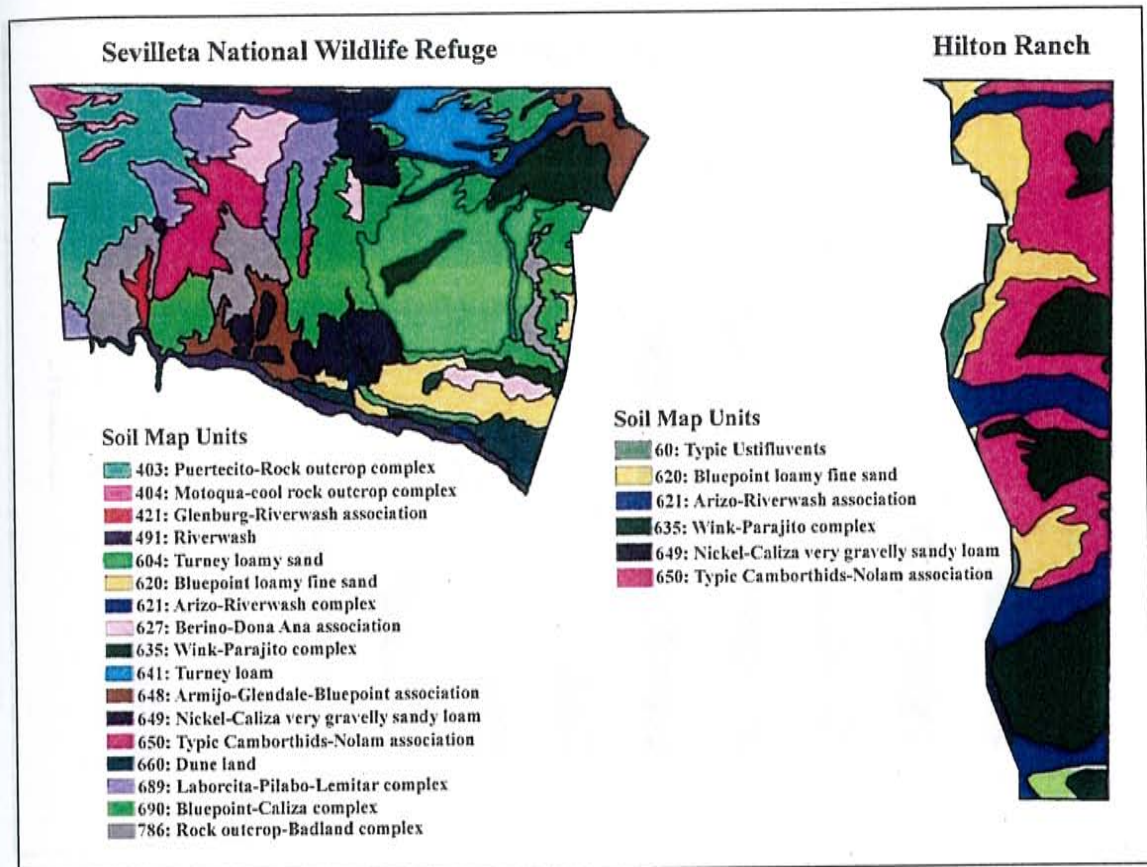 Sevilleta National Wildlife Refuge
Hilton Ranch
Soil Map Units
403: Puertecito-Rock outcrop complex
404: Motoqua-cool rock outcrop complex
421: Glenburg-Riverwash association
491: Riverwash
604: Turney loamy sand
620: Bluepoint loamy fine sand
621: Arizo-Riverwash complex
627: Berino-Dona Ana association
635: Wink-Parajito complex
641: Turney loam
648: Armijo-Glendale-Bluepoint association
649: Nickel-Caliza very gravelly sandy loam
650: Typic Camborthids-Nolam association
660: Dune land
689: Laborcita-Pilabo-Lemitar complex
690: Bluepoint-Caliza complex
786: Rock outcrop-Badland complex
Soil Map Units
60: Typic Ustifluvents
620: Bluepoint loamy fine sand
621: Arizo-Riverwash association
635: Wink-Parajito complex
649: Nickel-Caliza very gravelly sandy loam
650: Typic Camborthids-Nolam association